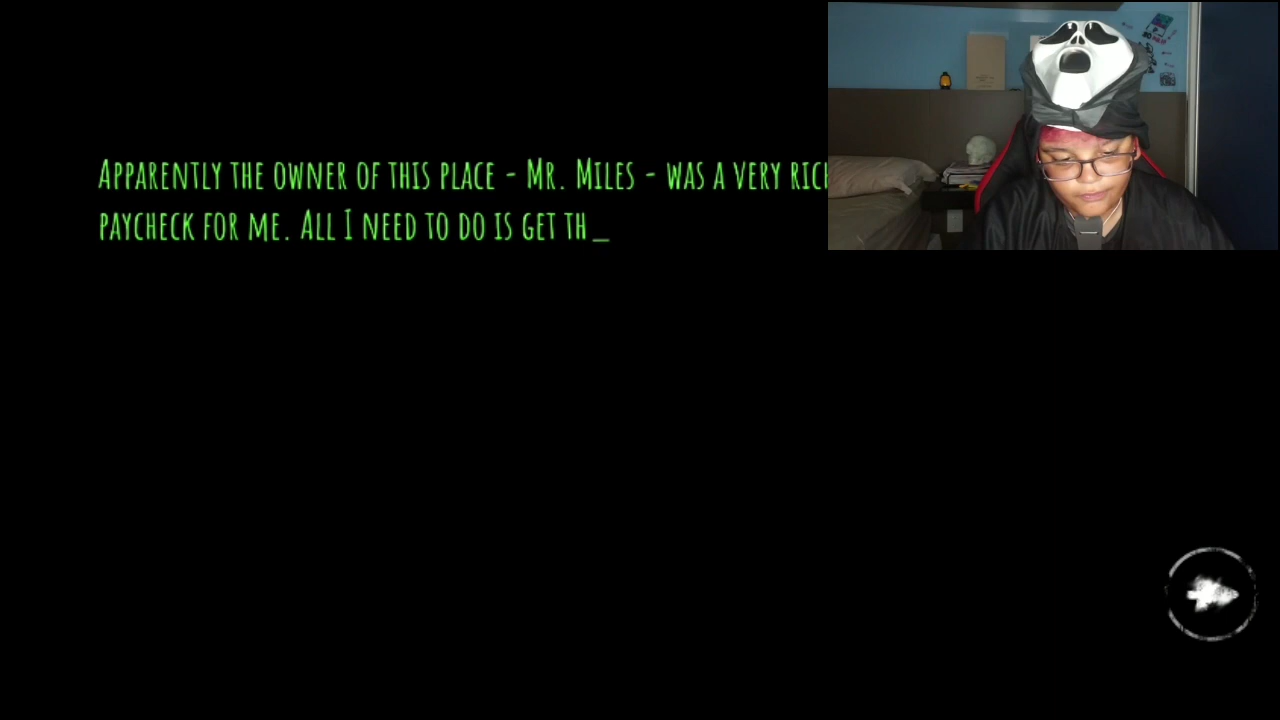 Apparently the owner of this place - Mr. Miles - was a very rich
paycheck for me. All I need to do is get th_